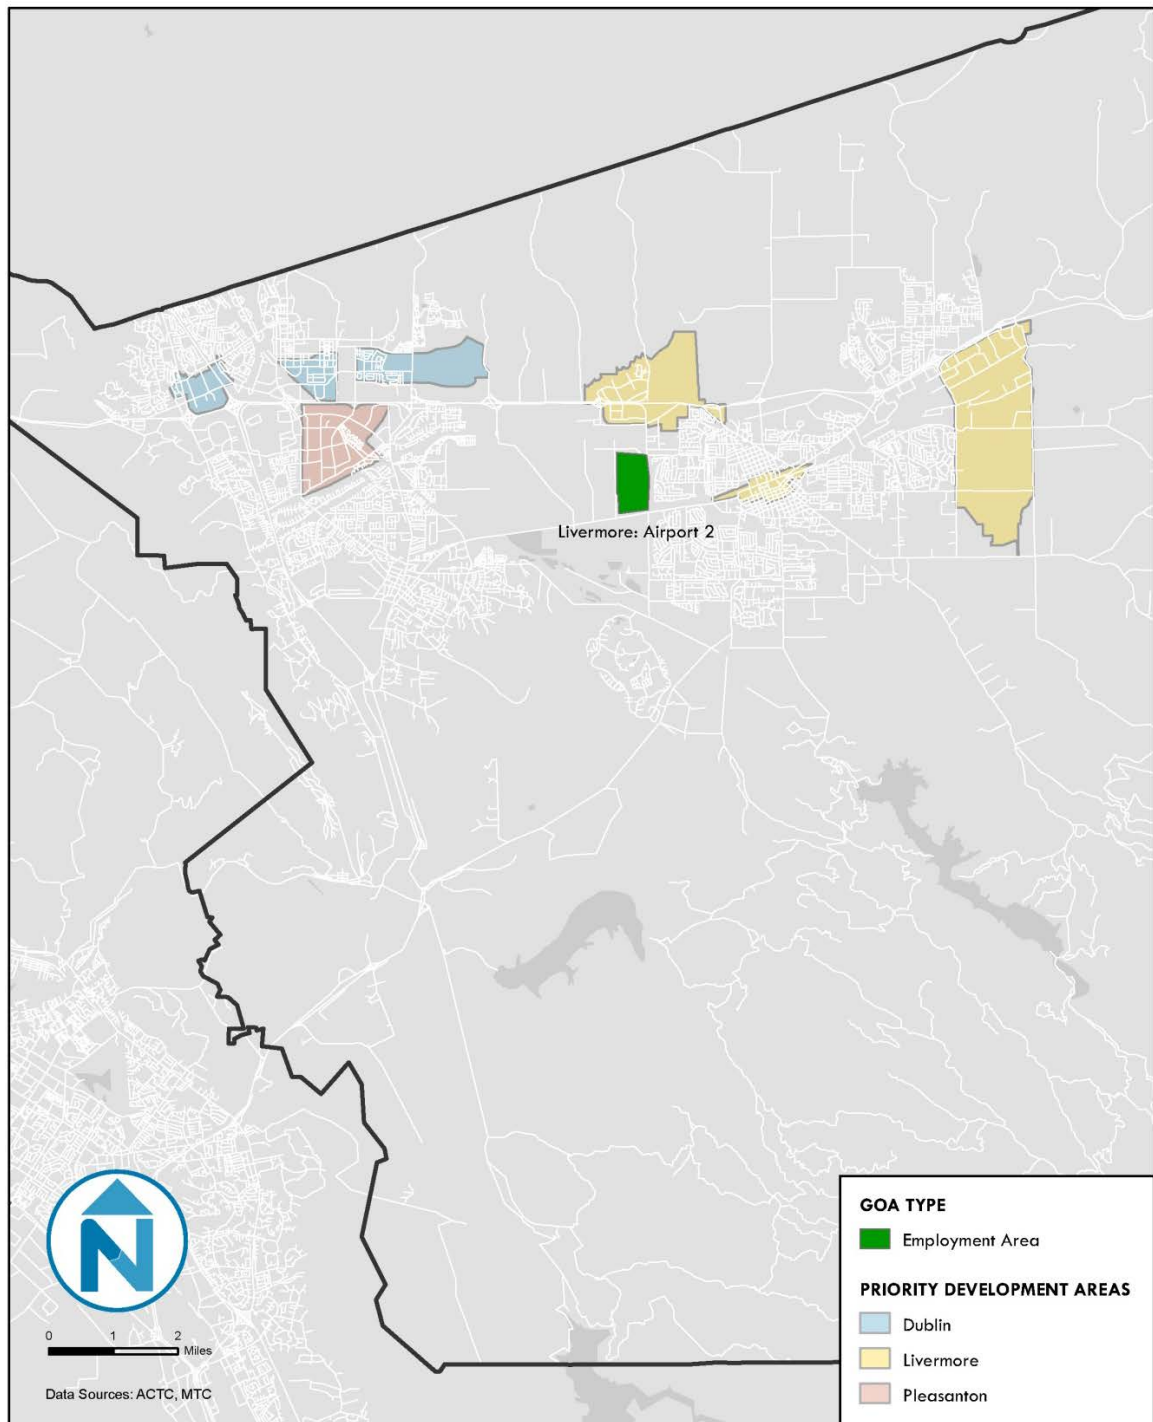 Livermore: Airport 2
N
0 1 2
Miles
Data Sources: ACTC, MTC
GOA TYPE
Employment Area
PRIORITY DEVELOPMENT AREAS
Dublin
Livermore
Pleasanton